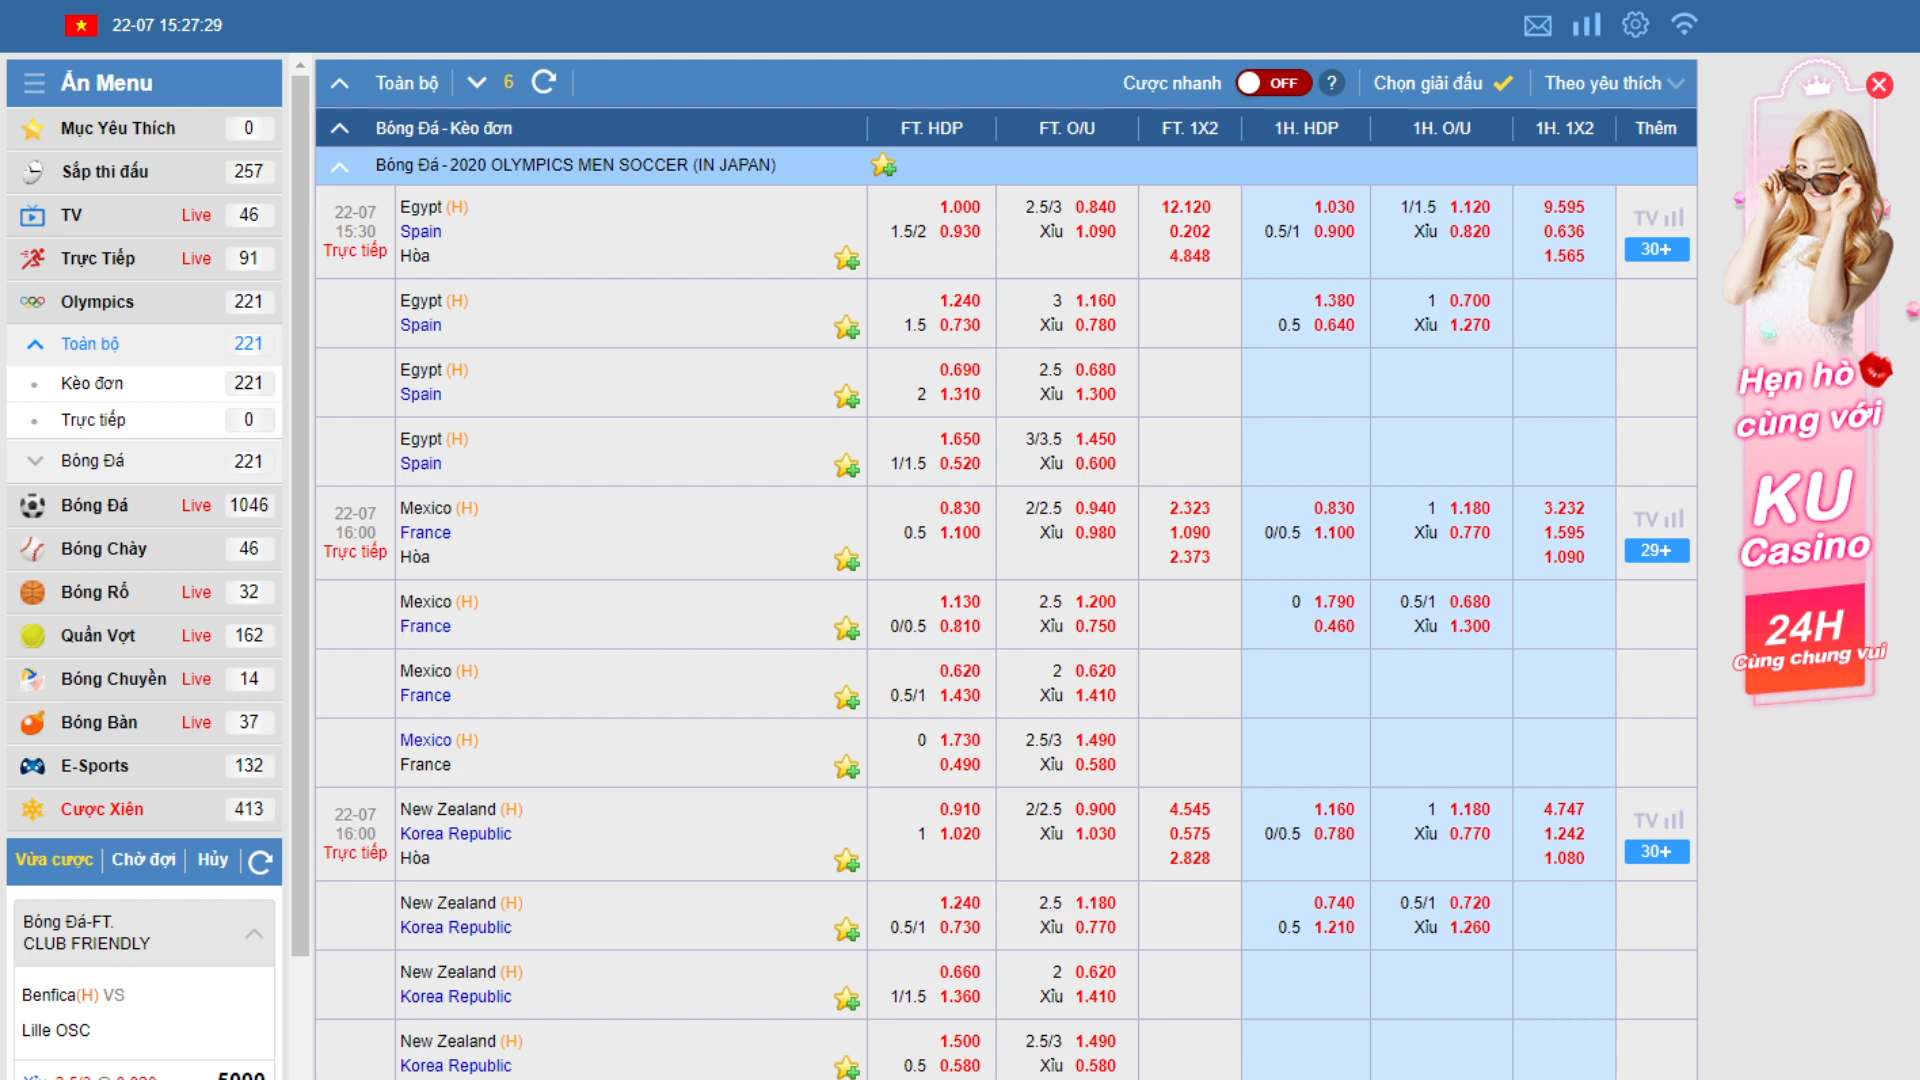 22-07 15:27:29
Ẩn Menu
Mục Yêu Thích 0
Sắp thi đấu 257
TV Live 46
Trực Tiếp Live 91
Olympics 221
Toàn bộ 221
Kèo đơn 221
Trực tiếp 0
Bóng Đá 221
Bóng Đá Live 1046
Bóng Chày 46
Bóng Rổ Live 32
Quần Vợt Live 162
Bóng Chuyền Live 14
Bóng Bàn Live 37
E-Sports 132
Cược Xiên 413
Vừa cược Chờ đợi Hủy
Bóng Đá-FT.
CLUB FRIENDLY
Benfica(H) VS
Lille OSC
Toàn bộ 6 Cược nhanh OFF ? Chọn giải đấu Theo yêu thích
Bóng Đá - Kèo đơn FT. HDP FT. O/U FT. 1X2 1H. HDP 1H. O/U 1H. 1X2 Thêm
Bóng Đá - 2020 OLYMPICS MEN SOCCER (IN JAPAN)
22-07 15:30 Trực tiếp
Egypt (H) 1.000 2.5/3 0.840 12.120 1.030 1/1.5 1.120 9.595 TV
Spain 1.5/2 0.930 Xỉu 1.090 0.202 0.5/1 0.900 Xỉu 0.820 0.636 30+
Hòa 4.848 1.565
Egypt (H) 1.240 3 1.160 1.380 1 0.700
Spain 1.5 0.730 Xỉu 0.780 0.5 0.640 Xỉu 1.270
Egypt (H) 0.690 2.5 0.680
Spain 2 1.310 Xỉu 1.300
Egypt (H) 1.650 3/3.5 1.450
Spain 1/1.5 0.520 Xỉu 0.600
22-07 16:00 Trực tiếp
Mexico (H) 0.830 2/2.5 0.940 2.323 0.830 1 1.180 3.232 TV
France 0.5 1.100 Xỉu 0.980 1.090 0/0.5 1.100 Xỉu 0.770 1.595 29+
Hòa 2.373 1.090
Mexico (H) 1.130 2.5 1.200 0 1.790 0.5/1 0.680
France 0/0.5 0.810 Xỉu 0.750 0.460 Xỉu 1.300
Mexico (H) 0.620 2 0.620
France 0.5/1 1.430 Xỉu 1.410
Mexico (H) 0 1.730 2.5/3 1.490
France 0.490 Xỉu 0.580
22-07 16:00 Trực tiếp
New Zealand (H) 0.910 2/2.5 0.900 4.545 1.160 1 1.180 4.747 TV
Korea Republic 1 1.020 Xỉu 1.030 0.575 0/0.5 0.780 Xỉu 0.770 1.242 30+
Hòa 2.828 1.080
New Zealand (H) 1.240 2.5 1.180 0.740 0.5/1 0.720
Korea Republic 0.5/1 0.730 Xỉu 0.770 0.5 1.210 Xỉu 1.260
New Zealand (H) 0.660 2 0.620
Korea Republic 1/1.5 1.360 Xỉu 1.410
New Zealand (H) 1.500 2.5/3 1.490
Korea Republic 0.5 0.580 Xỉu 0.580
Hẹn hò
cùng với
KU
Casino
24H
Cùng chung vui